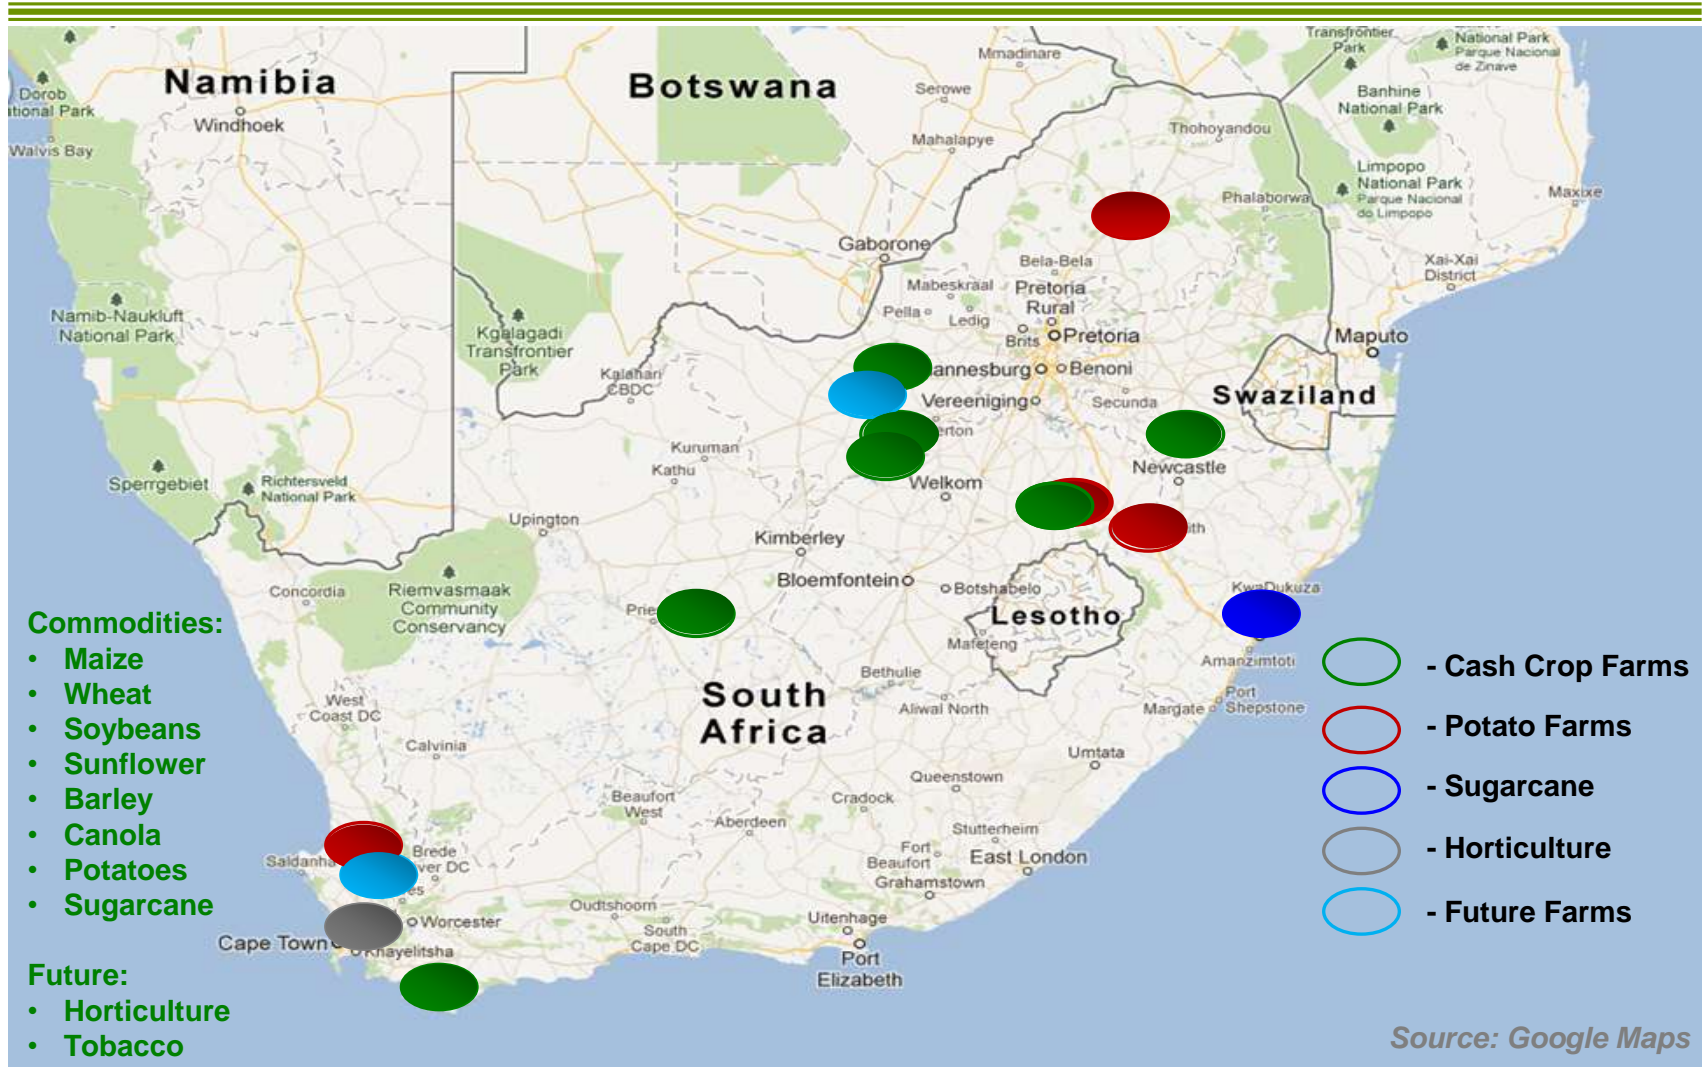 Transfrontier
Park
National Park
Parque Nacional
de Zinave
Mmadinare
Namibia
Botswana
Dorob
ational Park
Serowe
Banhine
National Park
Windhoek
Thohoyandou
Mahalapye
Walvis Bay
Limpopo
National Park
Parque Nacional
do Limpopo
Phalaborwa
Maxixe
Gaborone
Bela-Bela
Xai-Xai
District
Mabeskraal
Pretoria
Rural
Namib-Naukluft
National Park
Pella
Ledig
Kgalagadi
Transfrontier
Park
Brits
Pretoria
Maputo
Kalahari
CBDC
annesburg
Benoni
Swaziland
Vereeniging
Secunda
erton
Kuruman
Kathu
Newcastle
Sperrgebiet
Richtersveld
National Park
Welkom
Upington
ith
Kimberley
Bloemfontein
Botshabelo
KwaDukuza
Concordia
Riemvasmaak
Community
Conservancy
Prie
Lesotho
Mafeteng
Amanzimtoti
Bethulie
Port
Shepstone
Margate
Aliwal North
South
Africa
West
Coast DC
Calvinia
Umtata
Queenstown
Beaufort
West
Cradock
Aberdeen
Stutterheim
Fort
Beaufort
East London
Saldanha
Brede
ver DC
es
Grahamstown
Oudtshoorn
Uitenhage
Worcester
South
Cape DC
Cape Town
Khayelitsha
Port
Elizabeth
Commodities:
• Maize
• Wheat
• Soybeans
• Sunflower
• Barley
• Canola
• Potatoes
• Sugarcane
Future:
• Horticulture
• Tobacco
- Cash Crop Farms
- Potato Farms
- Sugarcane
- Horticulture
- Future Farms
Source: Google Maps